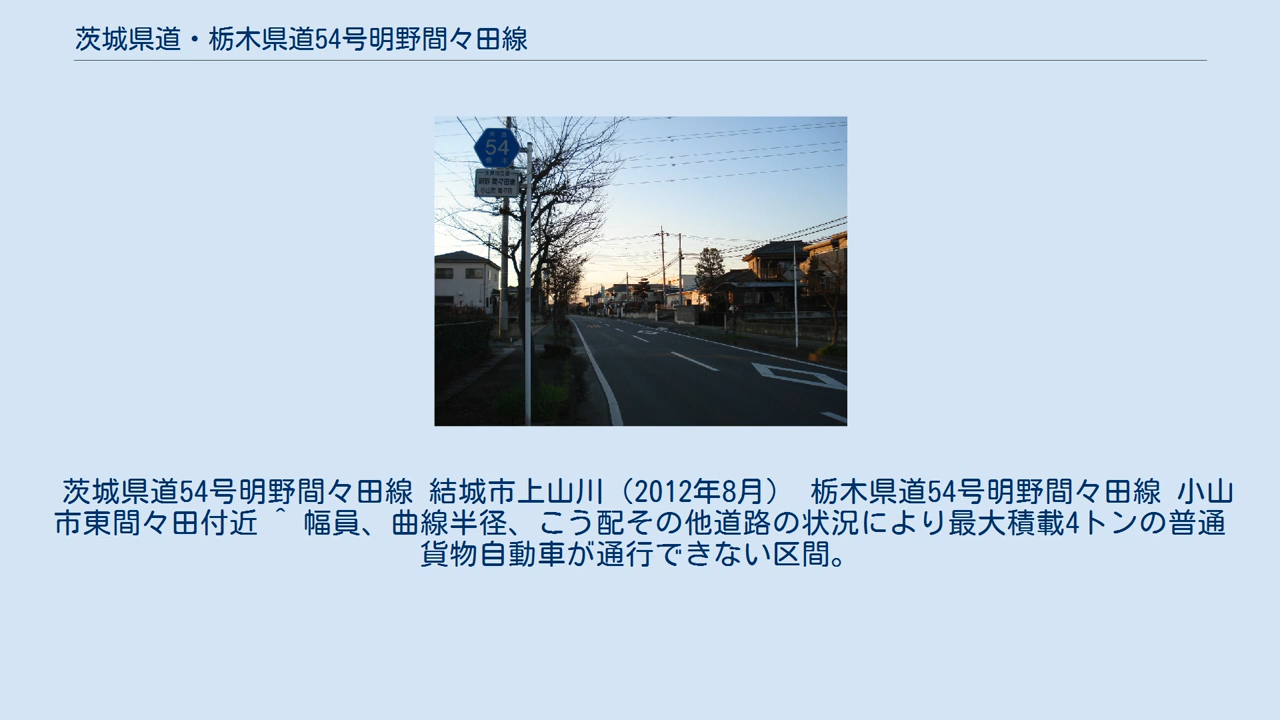 茨城県道・栃木県道54号明野間々田線
54
茨城県道54号明野間々田線 結城市上山川（2012年8月） 栃木県道54号明野間々田線 小山
市東間々田付近 ^ 幅員、曲線半径、こう配その他道路の状況により最大積載4トンの普通
貨物自動車が通行できない区間。